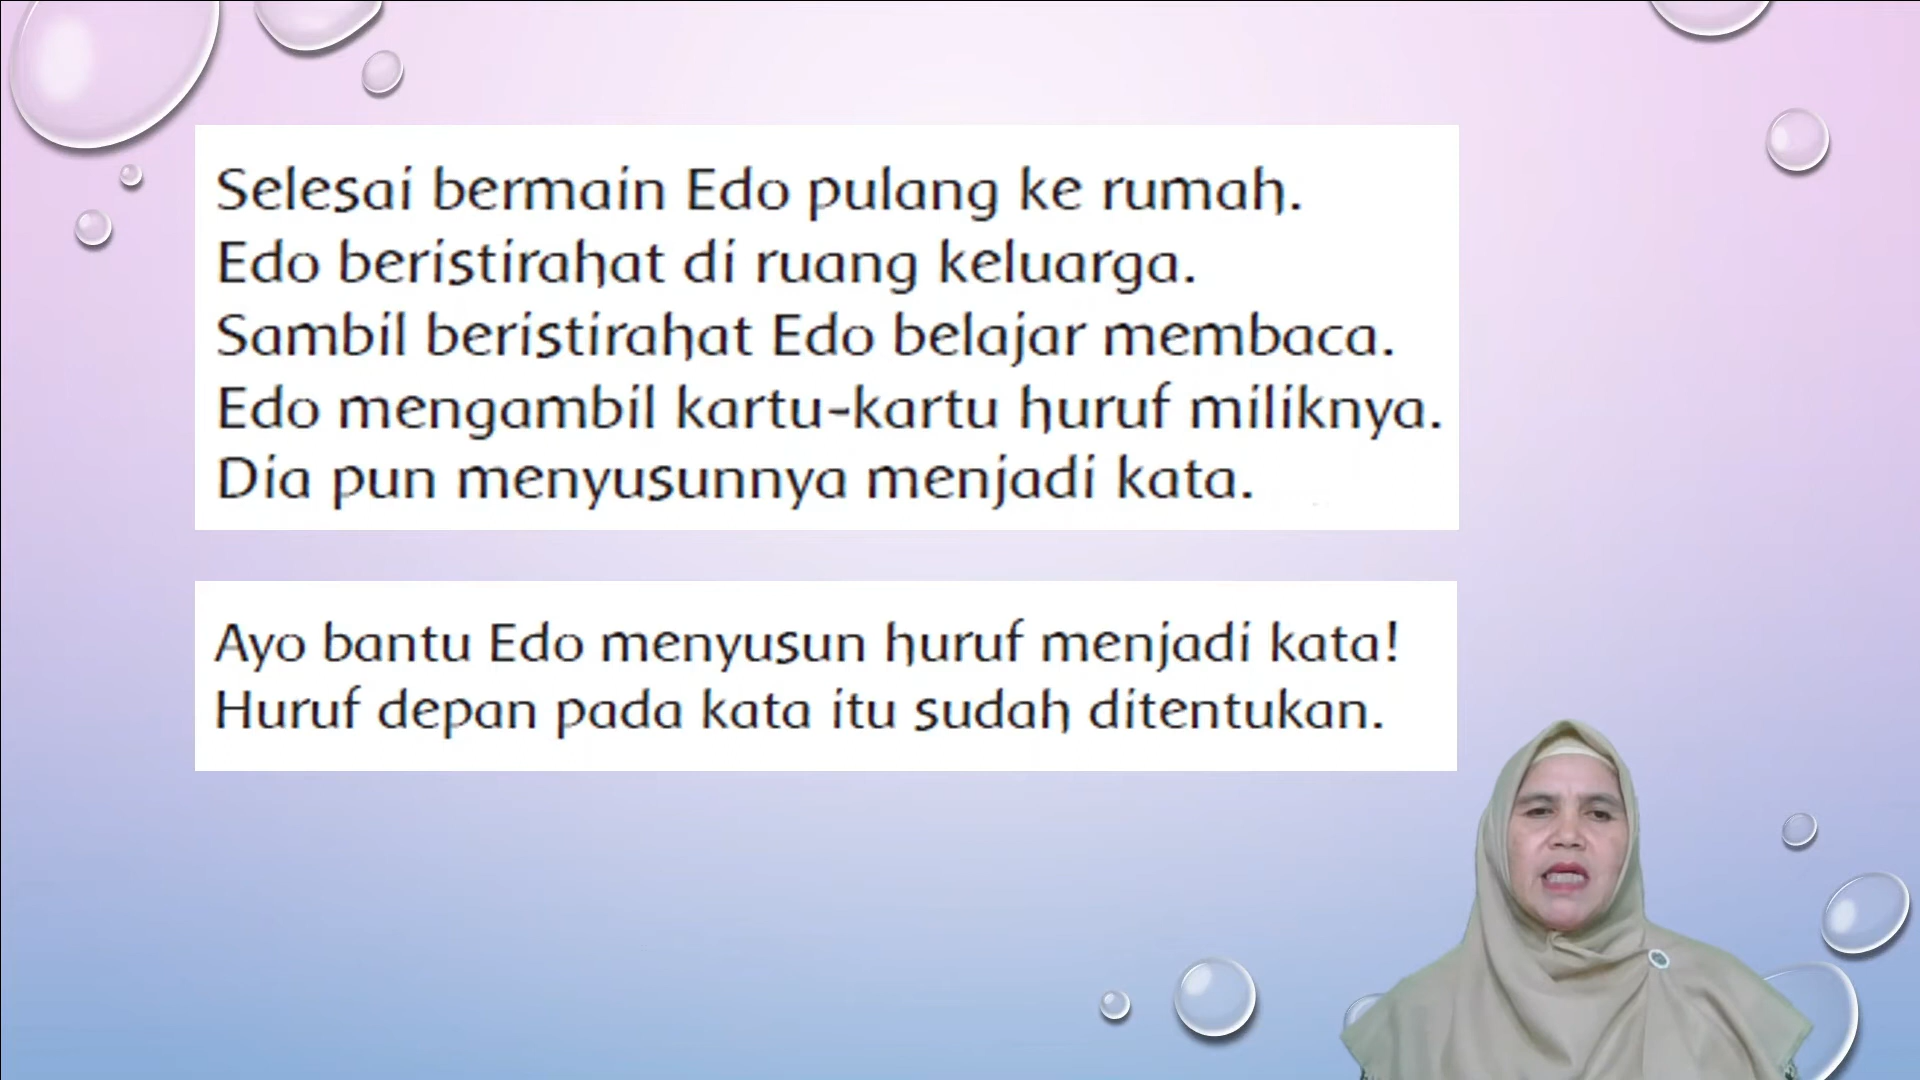 Selesai bermain Edo pulang ke rumah.
Edo beristirahat di ruang keluarga.
Sambil beristirahat Edo belajar membaca.
Edo mengambil kartu-kartu huruf miliknya.
Dia pun menyusunnya menjadi kata.
Ayo bantu Edo menyusun huruf menjadi kata!
Huruf depan pada kata itu sudah ditentukan.